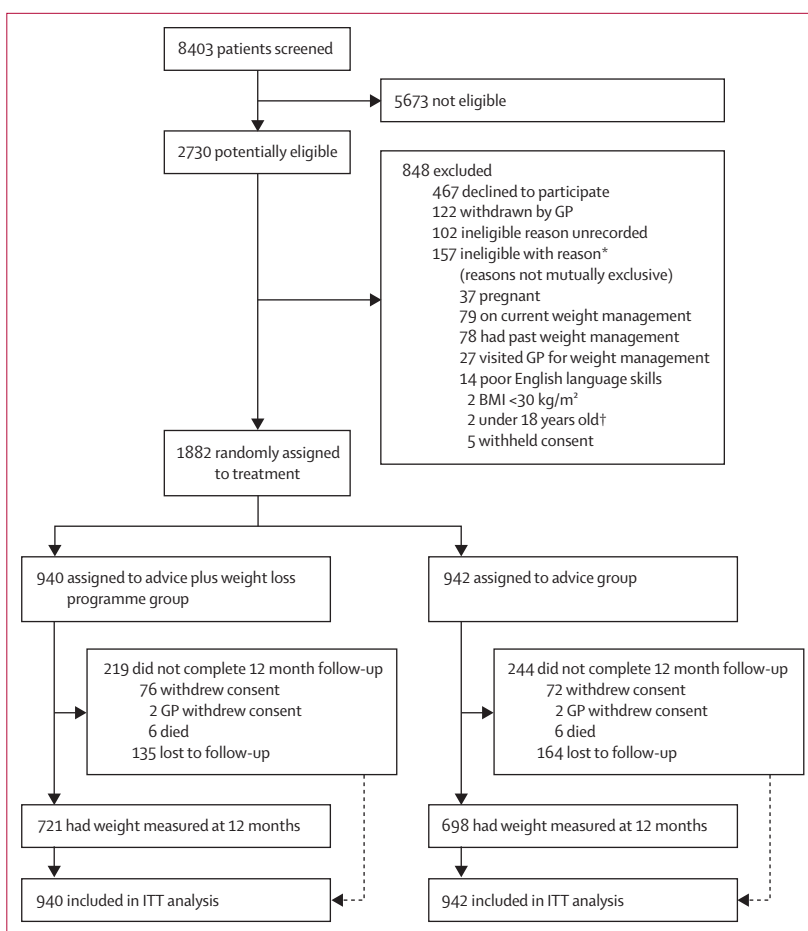 8403 patients screened
5673 not eligible
2730 potentially eligible
848 excluded
467 declined to participate
122 withdrawn by GP
102 ineligible reason unrecorded
157 ineligible with reason*
(reasons not mutually exclusive)
37 pregnant
79 on current weight management
78 had past weight management
27 visited GP for weight management
14 poor English language skills
2 BMI <30 kg/m²
2 under 18 years old†
5 withheld consent
1882 randomly assigned
to treatment
940 assigned to advice plus weight loss
programme group
942 assigned to advice group
219 did not complete 12 month follow-up
76 withdrew consent
2 GP withdrew consent
6 died
135 lost to follow-up
244 did not complete 12 month follow-up
72 withdrew consent
2 GP withdrew consent
6 died
164 lost to follow-up
721 had weight measured at 12 months
698 had weight measured at 12 months
940 included in ITT analysis
942 included in ITT analysis